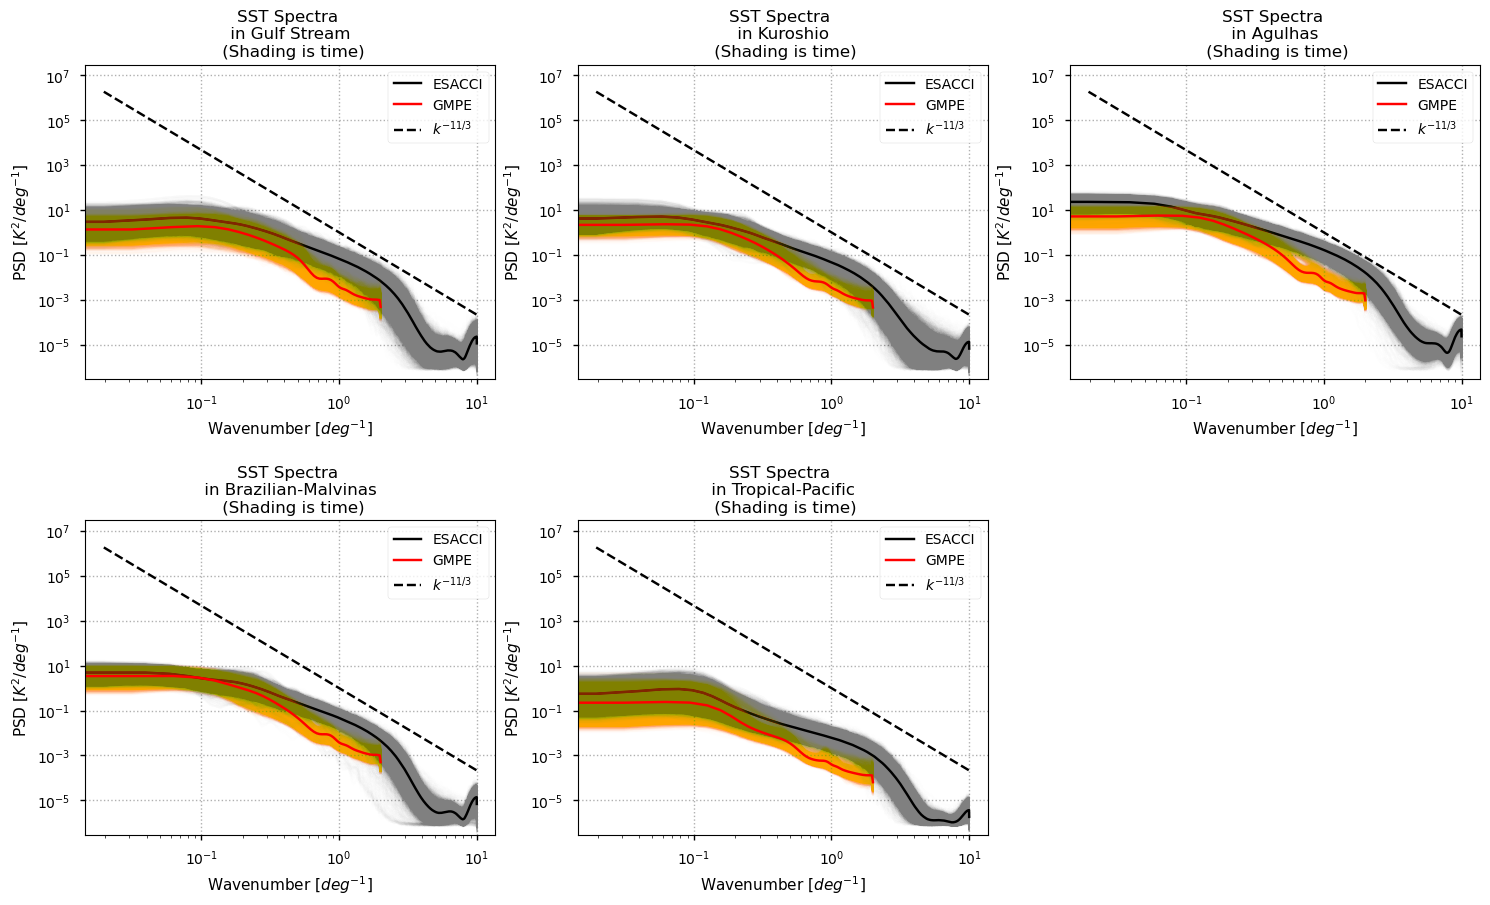 SST Spectra
in Gulf Stream
(Shading is time)
PSD [$K^2/deg^{-1}$]
10^7
10^5
10^3
10^1
10^{-1}
10^{-3}
10^{-5}
ESACCI
GMPE
$k^{-11/3}$
10^{-1}
10^0
10^1
Wavenumber [$deg^{-1}$]
SST Spectra
in Kuroshio
(Shading is time)
PSD [$K^2/deg^{-1}$]
10^7
10^5
10^3
10^1
10^{-1}
10^{-3}
10^{-5}
ESACCI
GMPE
$k^{-11/3}$
10^{-1}
10^0
10^1
Wavenumber [$deg^{-1}$]
SST Spectra
in Agulhas
(Shading is time)
PSD [$K^2/deg^{-1}$]
10^7
10^5
10^3
10^1
10^{-1}
10^{-3}
10^{-5}
ESACCI
GMPE
$k^{-11/3}$
10^{-1}
10^0
10^1
Wavenumber [$deg^{-1}$]
SST Spectra
in Brazilian-Malvinas
(Shading is time)
PSD [$K^2/deg^{-1}$]
10^7
10^5
10^3
10^1
10^{-1}
10^{-3}
10^{-5}
ESACCI
GMPE
$k^{-11/3}$
10^{-1}
10^0
10^1
Wavenumber [$deg^{-1}$]
SST Spectra
in Tropical-Pacific
(Shading is time)
PSD [$K^2/deg^{-1}$]
10^7
10^5
10^3
10^1
10^{-1}
10^{-3}
10^{-5}
ESACCI
GMPE
$k^{-11/3}$
10^{-1}
10^0
10^1
Wavenumber [$deg^{-1}$]